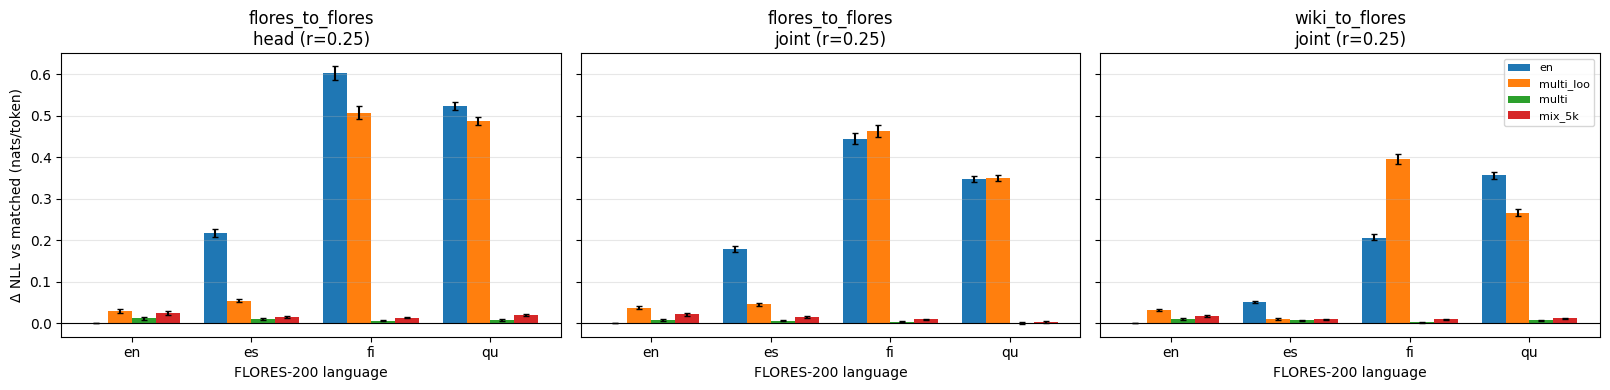 flores_to_flores
head (r=0.25)
flores_to_flores
joint (r=0.25)
wiki_to_flores
joint (r=0.25)
Δ NLL vs matched (nats/token)
0.6
0.5
0.4
0.3
0.2
0.1
0.0
en
multi_loo
multi
mix_5k
en es fi qu
en es fi qu
en es fi qu
FLORES-200 language
FLORES-200 language
FLORES-200 language